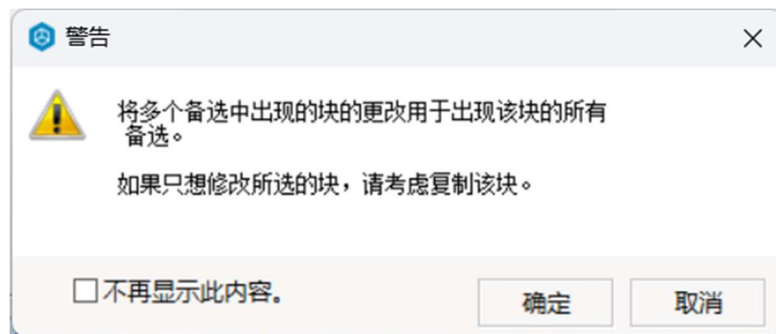 警告
将多个备选中出现的块的更改用于出现该块的所有
备选。
如果只想修改所选的块，请考虑复制该块。
不再显示此内容。
确定
取消